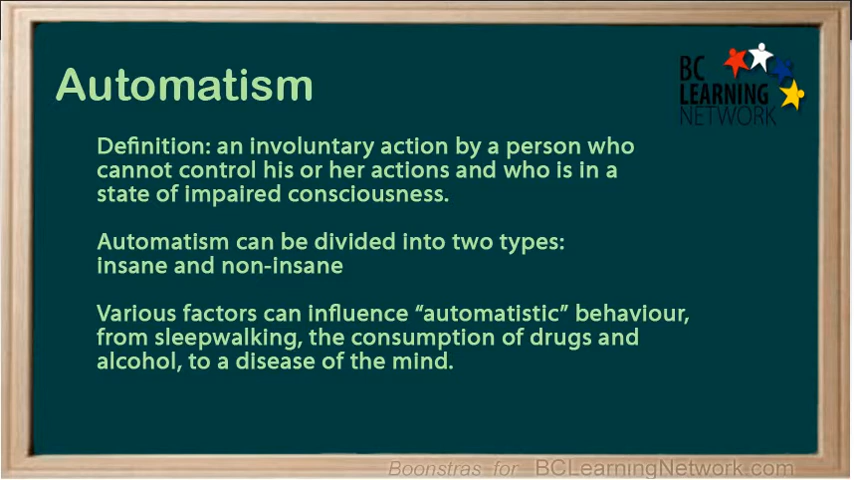 Automatism
BC
LEARNING
NETWORK
Definition: an involuntary action by a person who
cannot control his or her actions and who is in a
state of impaired consciousness.
Automatism can be divided into two types:
insane and non-insane
Various factors can influence “automatistic” behaviour,
from sleepwalking, the consumption of drugs and
alcohol, to a disease of the mind.
Boonstras for BCLearningNetwork.com